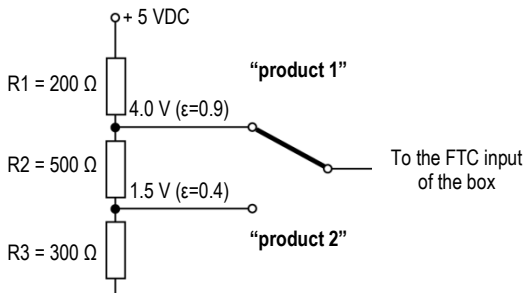 + 5 VDC
R1 = 200 Ω
“product 1”
4.0 V (ε=0.9)
R2 = 500 Ω
To the FTC input
of the box
1.5 V (ε=0.4)
“product 2”
R3 = 300 Ω